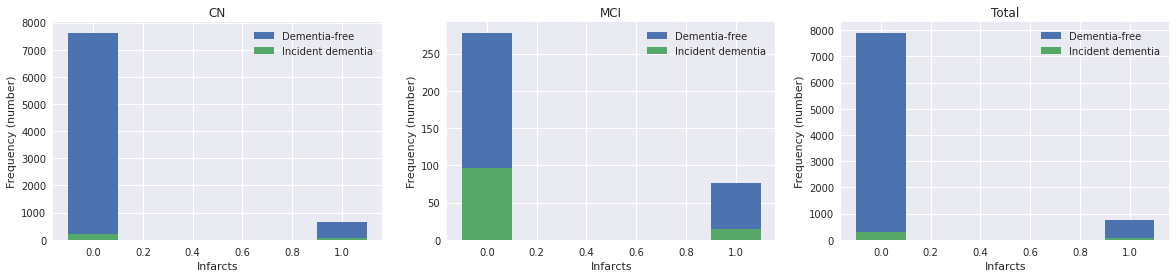 CN
8000
7000
6000
5000
4000
3000
2000
1000
0
Frequency (number)
Dementia-free
Incident dementia
0.0 0.2 0.4 0.6 0.8 1.0
Infarcts
MCI
250
200
150
100
50
0
Frequency (number)
Dementia-free
Incident dementia
0.0 0.2 0.4 0.6 0.8 1.0
Infarcts
Total
8000
7000
6000
5000
4000
3000
2000
1000
0
Frequency (number)
Dementia-free
Incident dementia
0.0 0.2 0.4 0.6 0.8 1.0
Infarcts